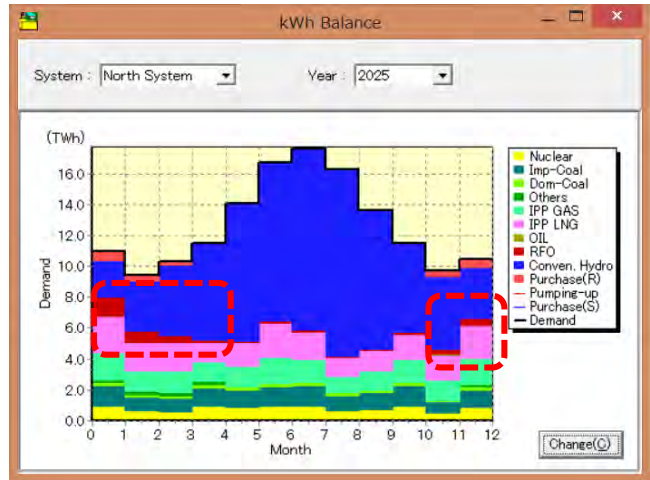 kWh Balance
System : North System Year : 2025
(TWh)
16.0
14.0
12.0
10.0
8.0
6.0
4.0
2.0
0.0
Demand
0 1 2 3 4 5 6 7 8 9 10 11 12
Month
Nuclear
Imp-Coal
Dom-Coal
Others
IPP GAS
IPP LNG
OIL
RFO
Conven. Hydro
Purchase(R)
Pumping-up
Purchase(S)
Demand
Change(C)